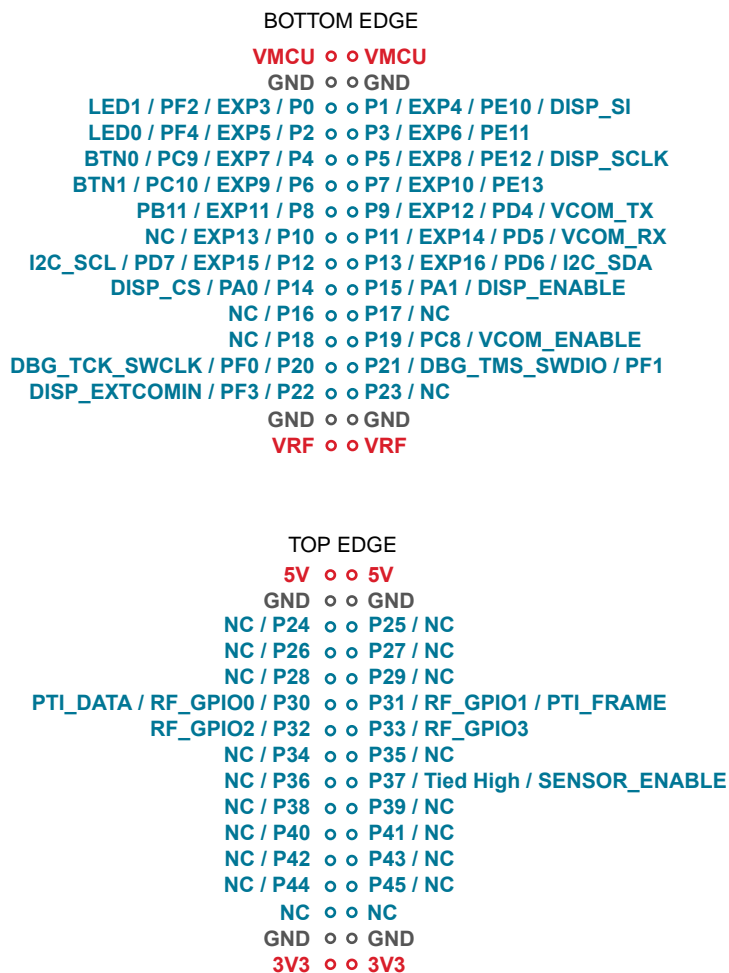 BOTTOM EDGE
VMCU VMCU
GND GND
LED1 / PF2 / EXP3 / P0 P1 / EXP4 / PE10 / DISP_SI
LED0 / PF4 / EXP5 / P2 P3 / EXP6 / PE11
BTN0 / PC9 / EXP7 / P4 P5 / EXP8 / PE12 / DISP_SCLK
BTN1 / PC10 / EXP9 / P6 P7 / EXP10 / PE13
PB11 / EXP11 / P8 P9 / EXP12 / PD4 / VCOM_TX
NC / EXP13 / P10 P11 / EXP14 / PD5 / VCOM_RX
I2C_SCL / PD7 / EXP15 / P12 P13 / EXP16 / PD6 / I2C_SDA
DISP_CS / PA0 / P14 P15 / PA1 / DISP_ENABLE
NC / P16 P17 / NC
NC / P18 P19 / PC8 / VCOM_ENABLE
DBG_TCK_SWCLK / PF0 / P20 P21 / DBG_TMS_SWDIO / PF1
DISP_EXTCOMIN / PF3 / P22 P23 / NC
GND GND
VRF VRF
TOP EDGE
5V 5V
GND GND
NC / P24 P25 / NC
NC / P26 P27 / NC
NC / P28 P29 / NC
PTI_DATA / RF_GPIO0 / P30 P31 / RF_GPIO1 / PTI_FRAME
RF_GPIO2 / P32 P33 / RF_GPIO3
NC / P34 P35 / NC
NC / P36 P37 / Tied High / SENSOR_ENABLE
NC / P38 P39 / NC
NC / P40 P41 / NC
NC / P42 P43 / NC
NC / P44 P45 / NC
NC NC
GND GND
3V3 3V3